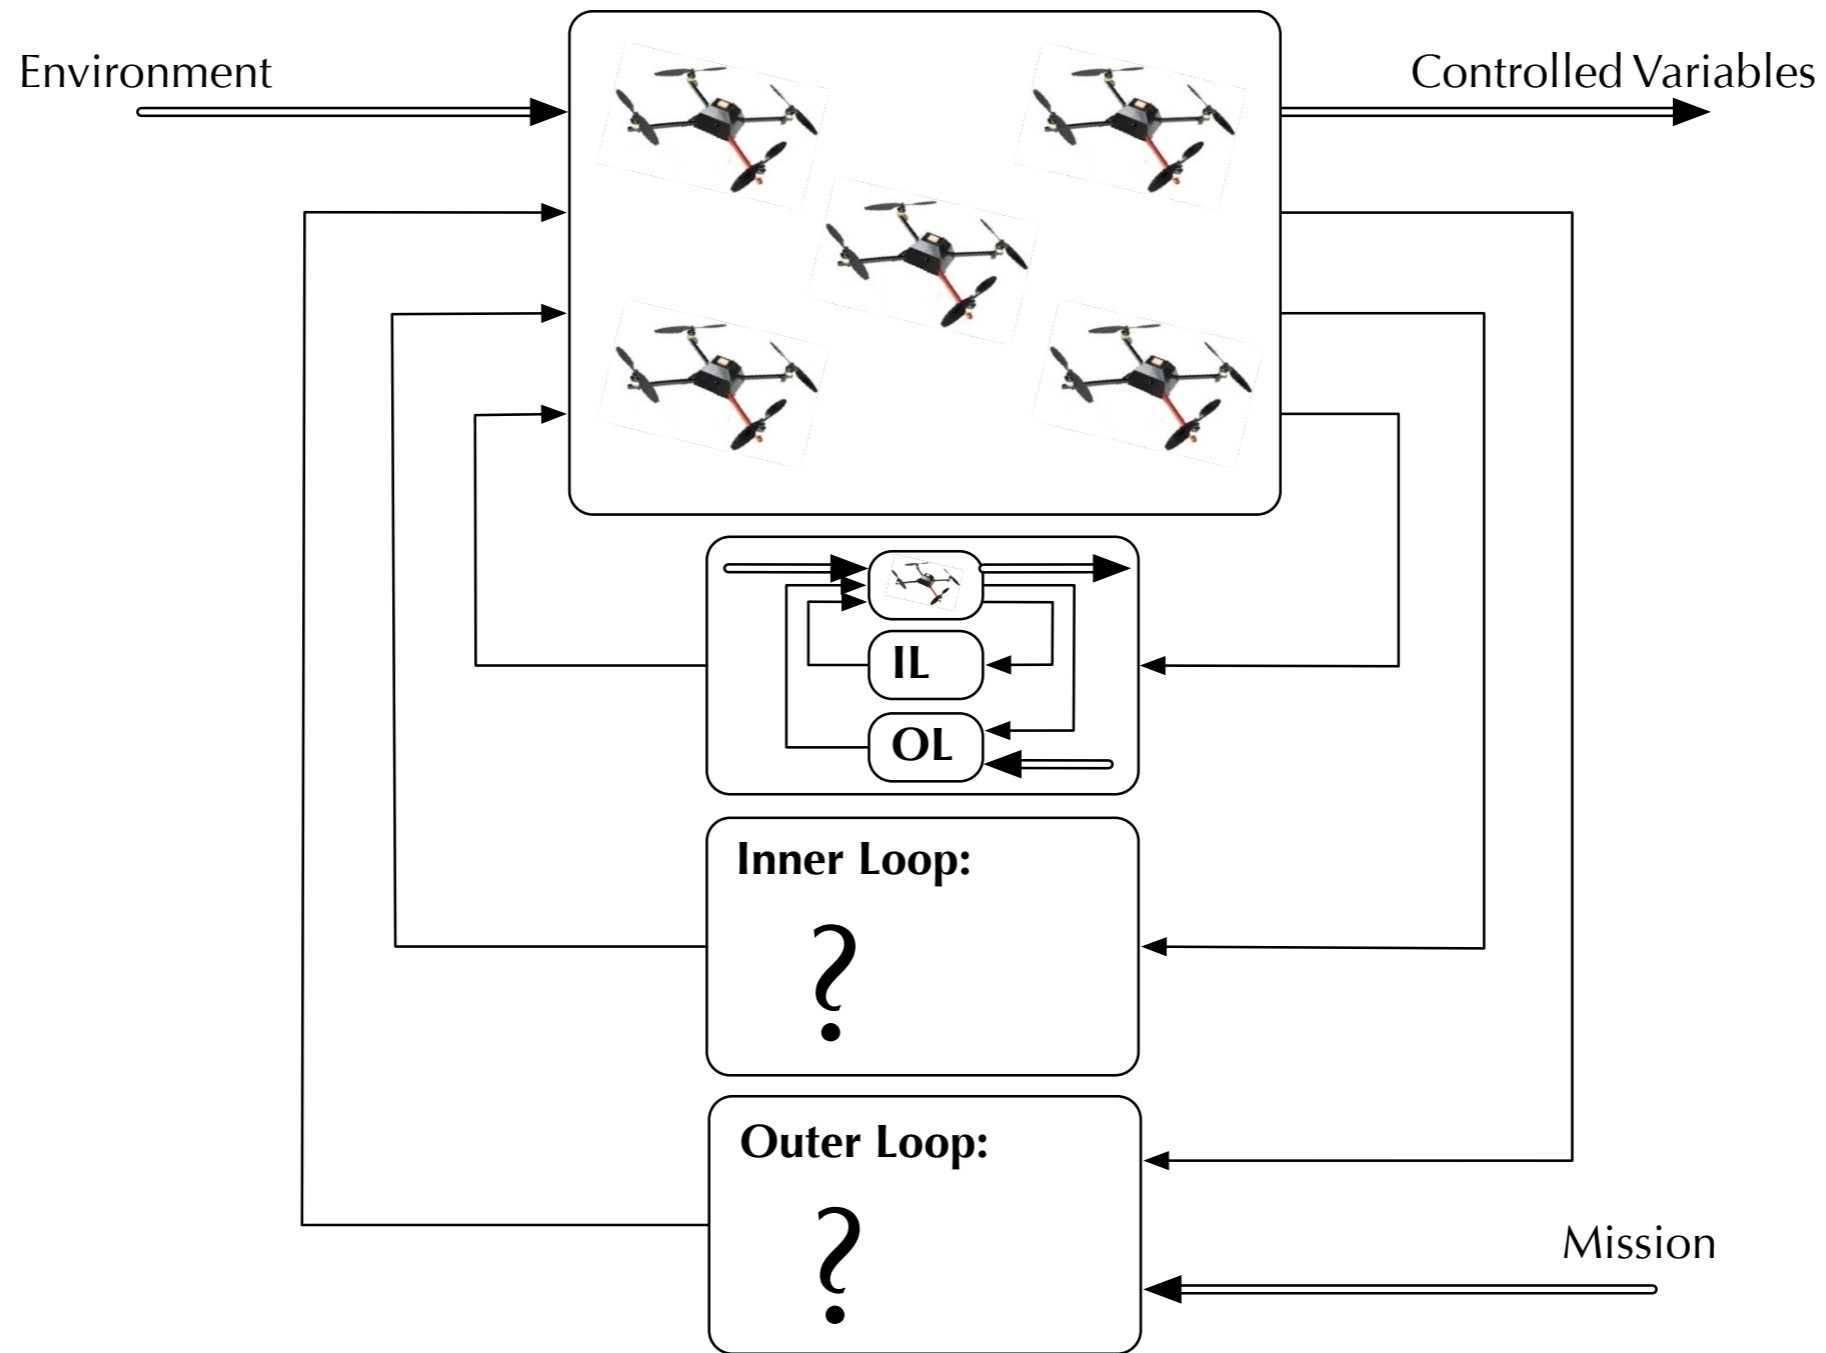 Environment
Controlled Variables
IL
OL
Inner Loop:
?
Outer Loop:
?
Mission